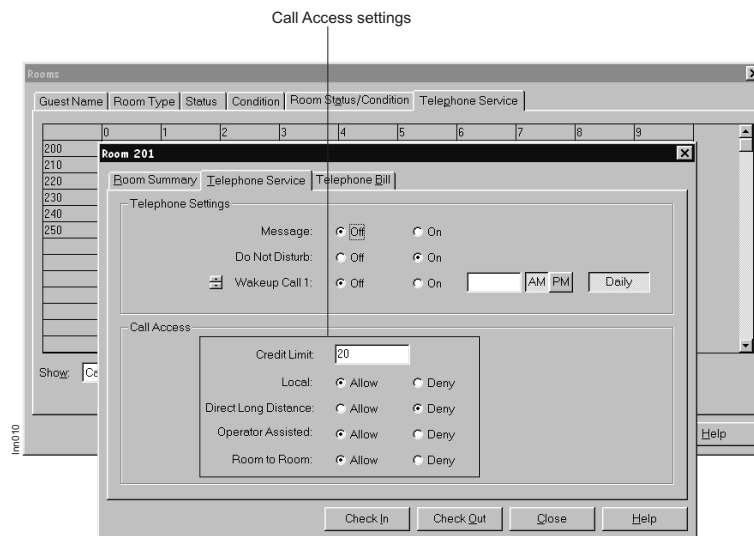 Call Access settings
Rooms
Guest Name Room Type Status Condition Room Status/Condition Telephone Service
0 1 2 3 4 5 6 7 8 9
200
210
220
230
240
250
Show:
Room 201
Room Summary Telephone Service Telephone Bill
Telephone Settings
Message: Off On
Do Not Disturb: Off On
Wakeup Call 1: Off On AM PM Daily
Call Access
Credit Limit: 20
Local: Allow Deny
Direct Long Distance: Allow Deny
Operator Assisted: Allow Deny
Room to Room: Allow Deny
Check In Check Out Close Help
Help
Inn010